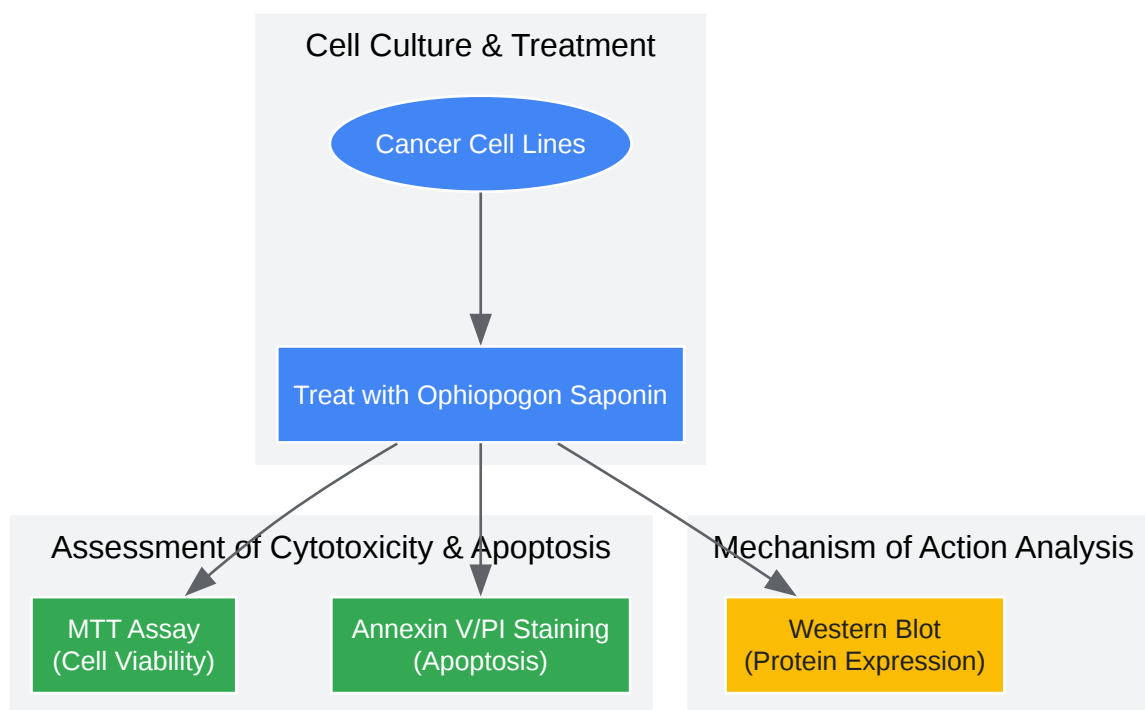 Cell Culture & Treatment
Cancer Cell Lines
Treat with Ophiopogon Saponin
Assessment of Cytotoxicity & Apoptosis
Mechanism of Action Analysis
MTT Assay
(Cell Viability)
Annexin V/PI Staining
(Apoptosis)
Western Blot
(Protein Expression)